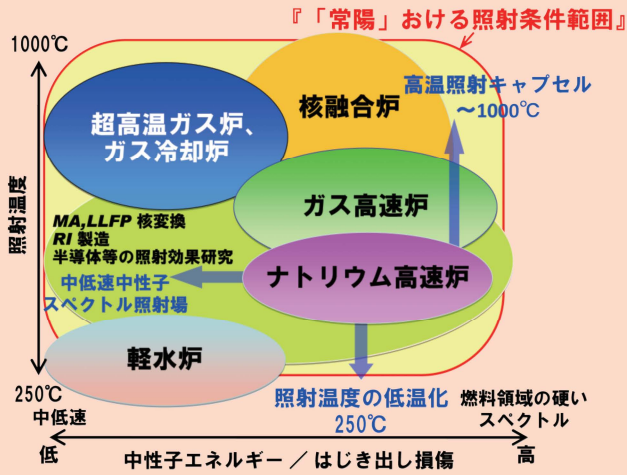 『「常陽」おける照射条件範囲』
1000℃
高温照射キャプセル
～1000℃
核融合炉
超高温ガス炉、
ガス冷却炉
ガス高速炉
照射温度
MA,LLFP 核変換
RI 製造
半導体等の照射効果研究
中低速中性子
スペクトル照射場
ナトリウム高速炉
軽水炉
250℃
中低速
照射温度の低温化
250℃
燃料領域の硬い
スペクトル
低
中性子エネルギー ／ はじき出し損傷
高